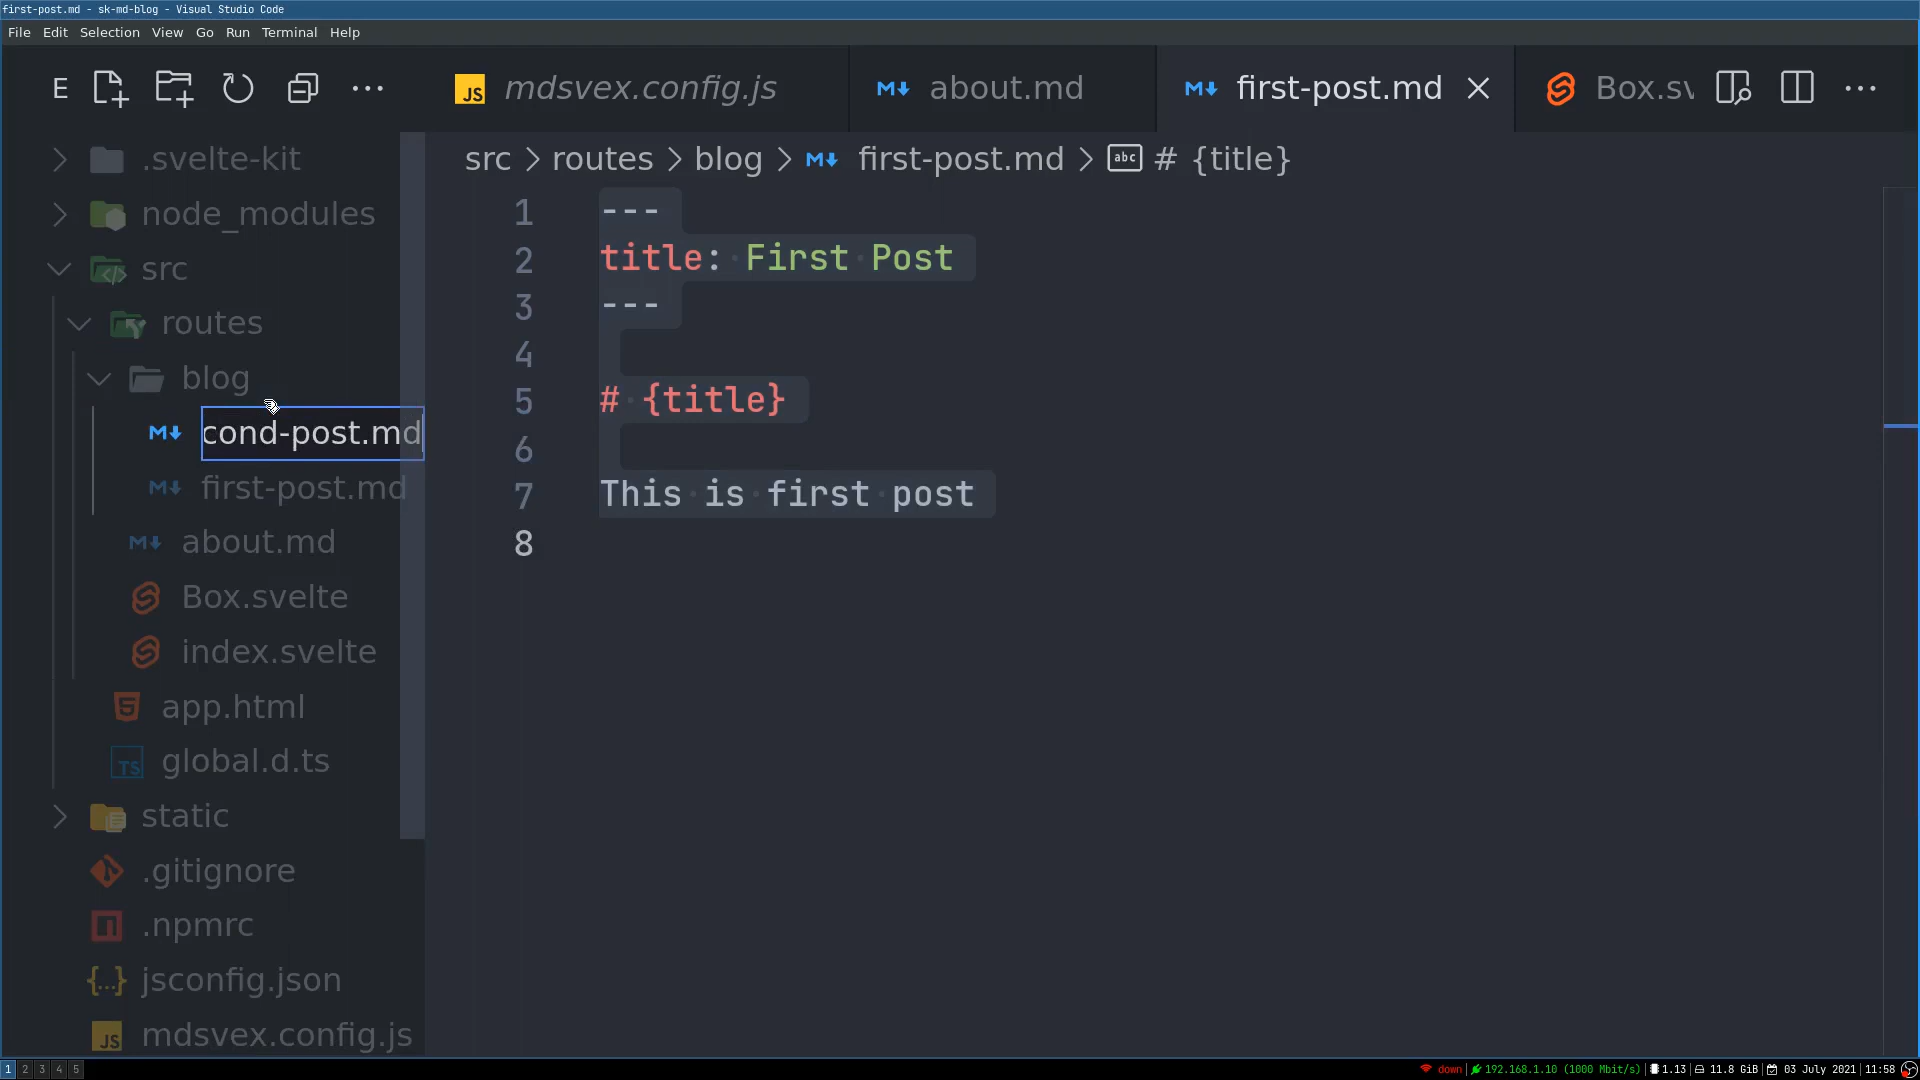 first-post.md - sk-md-blog - Visual Studio Code
File Edit Selection View Go Run Terminal Help
E
JS mdsvex.config.js
about.md
first-post.md
Box.sv
src > routes > blog > first-post.md > abc # {title}
.svelte-kit
node_modules
src
routes
blog
cond-post.md
first-post.md
about.md
Box.svelte
index.svelte
app.html
TS global.d.ts
static
.gitignore
.npmrc
{...} jsconfig.json
JS mdsvex.config.js
1 ---
2 title: First Post
3 ---
4
5 # {title}
6
7 This is first post
8
1 2 3 4 5
down | 192.168.1.10 (1000 Mbit/s) | 1.13 | 11.8 GiB | 03 July 2021 | 11:58